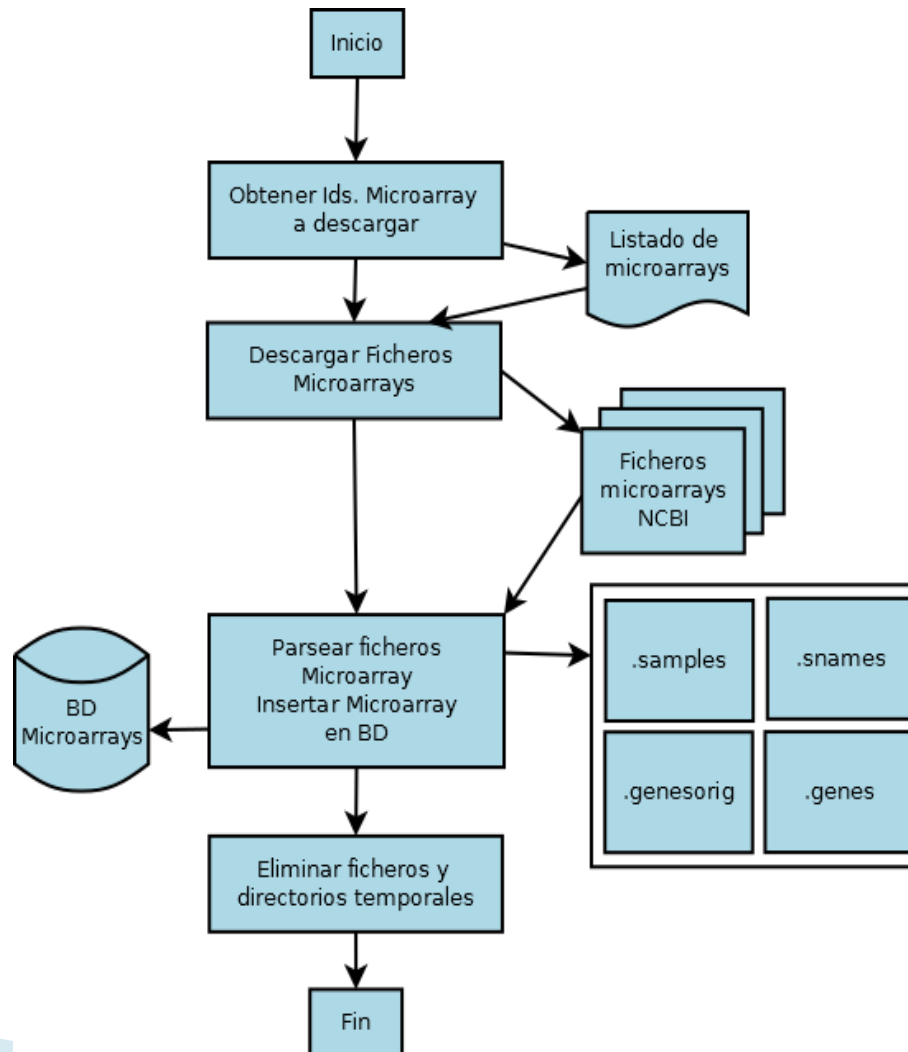 Inicio
Obtener Ids. Microarray
a descargar
Listado de
microarrays
Descargar Ficheros
Microarrays
Ficheros
microarrays
NCBI
Parsear ficheros
Microarray
Insertar Microarray
en BD
BD
Microarrays
.samples
.snames
.genesorig
.genes
Eliminar ficheros y
directorios temporales
Fin